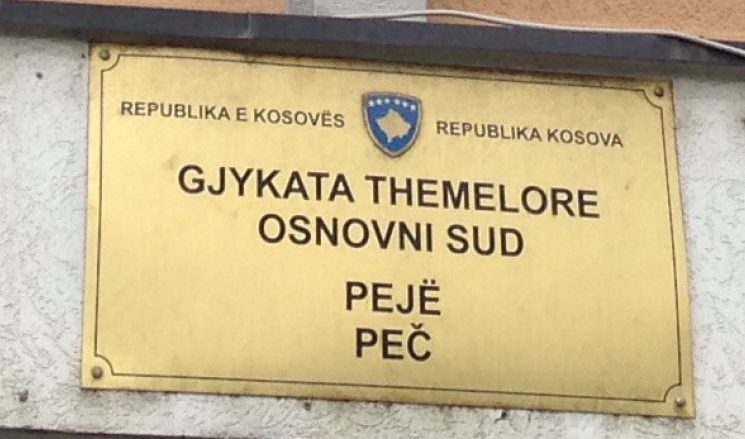 REPUBLIKA E KOSOVËS REPUBLIKA KOSOVA
GJYKATA THEMELORE
OSNOVNI SUD
PEJË
PEČ